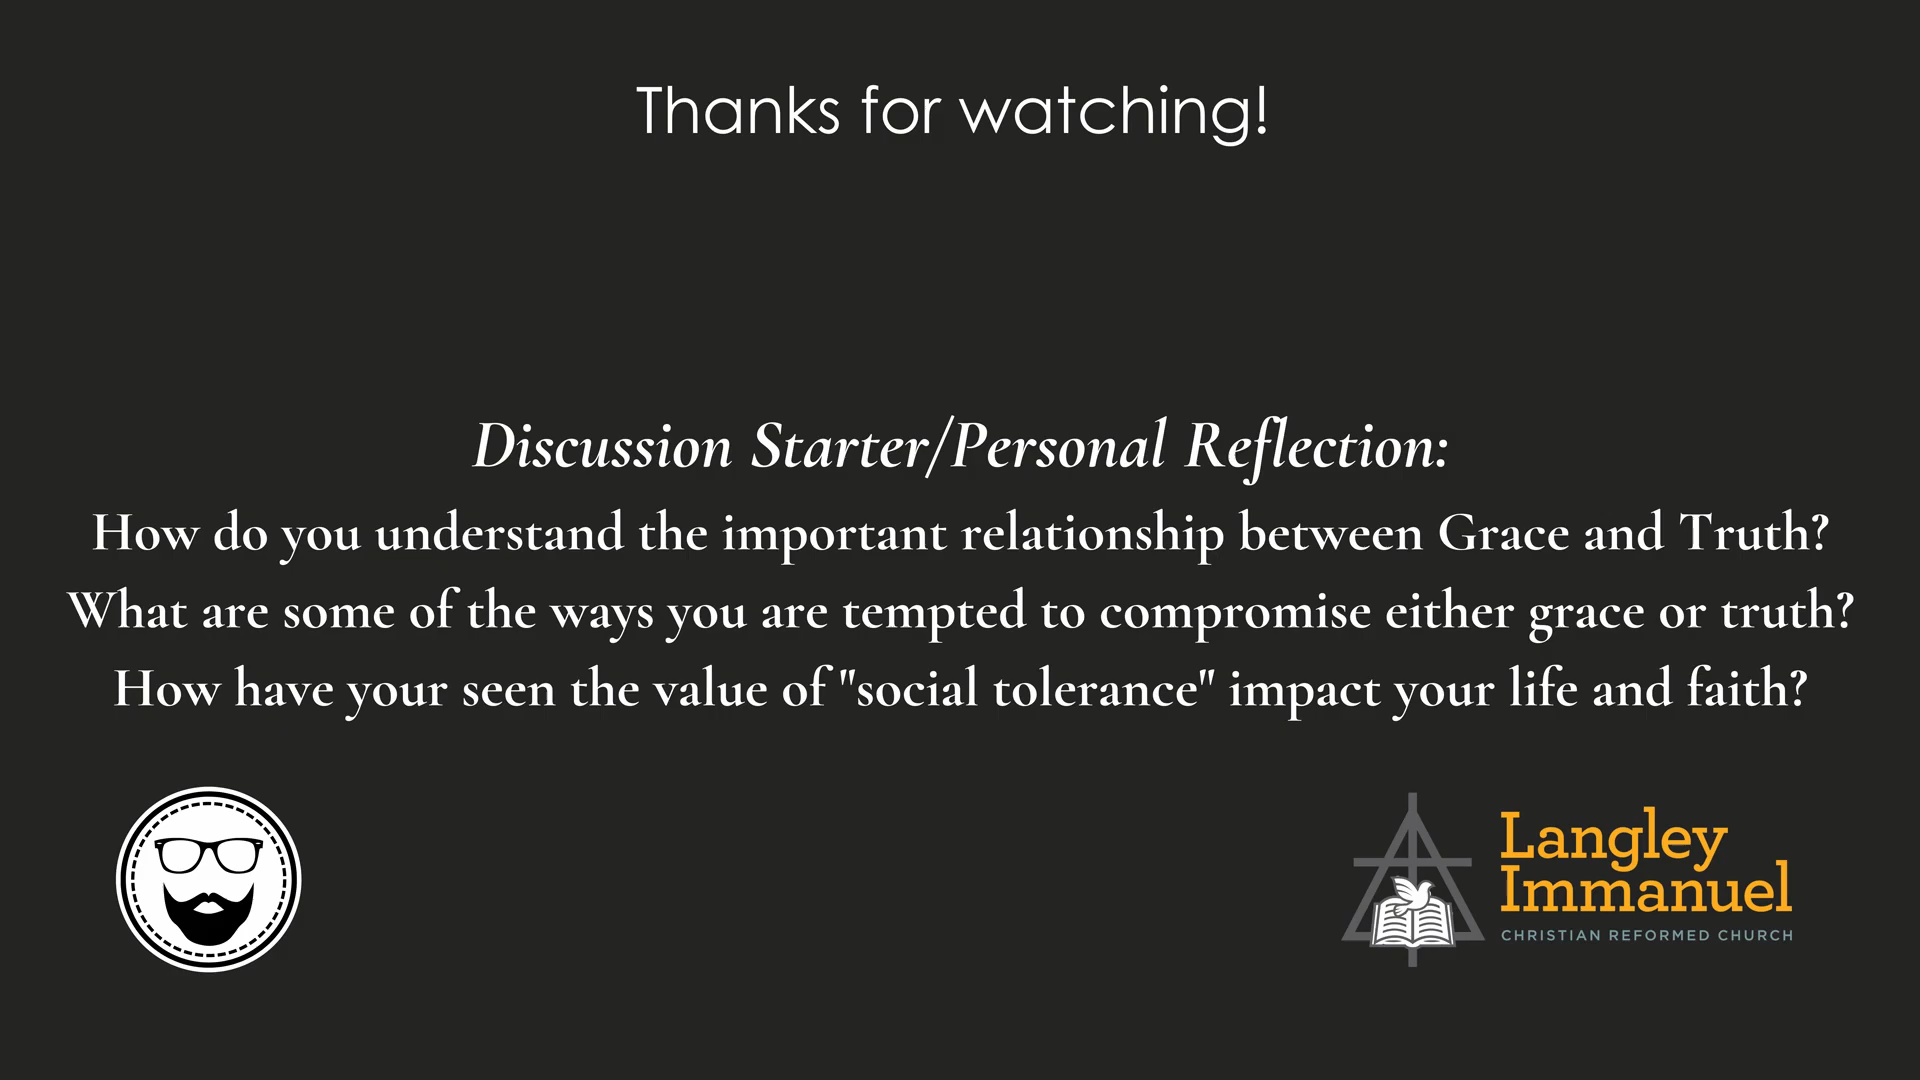 Thanks for watching!
Discussion Starter/Personal Reflection:
How do you understand the important relationship between Grace and Truth?
What are some of the ways you are tempted to compromise either grace or truth?
How have your seen the value of "social tolerance" impact your life and faith?
Langley
Immanuel
CHRISTIAN REFORMED CHURCH